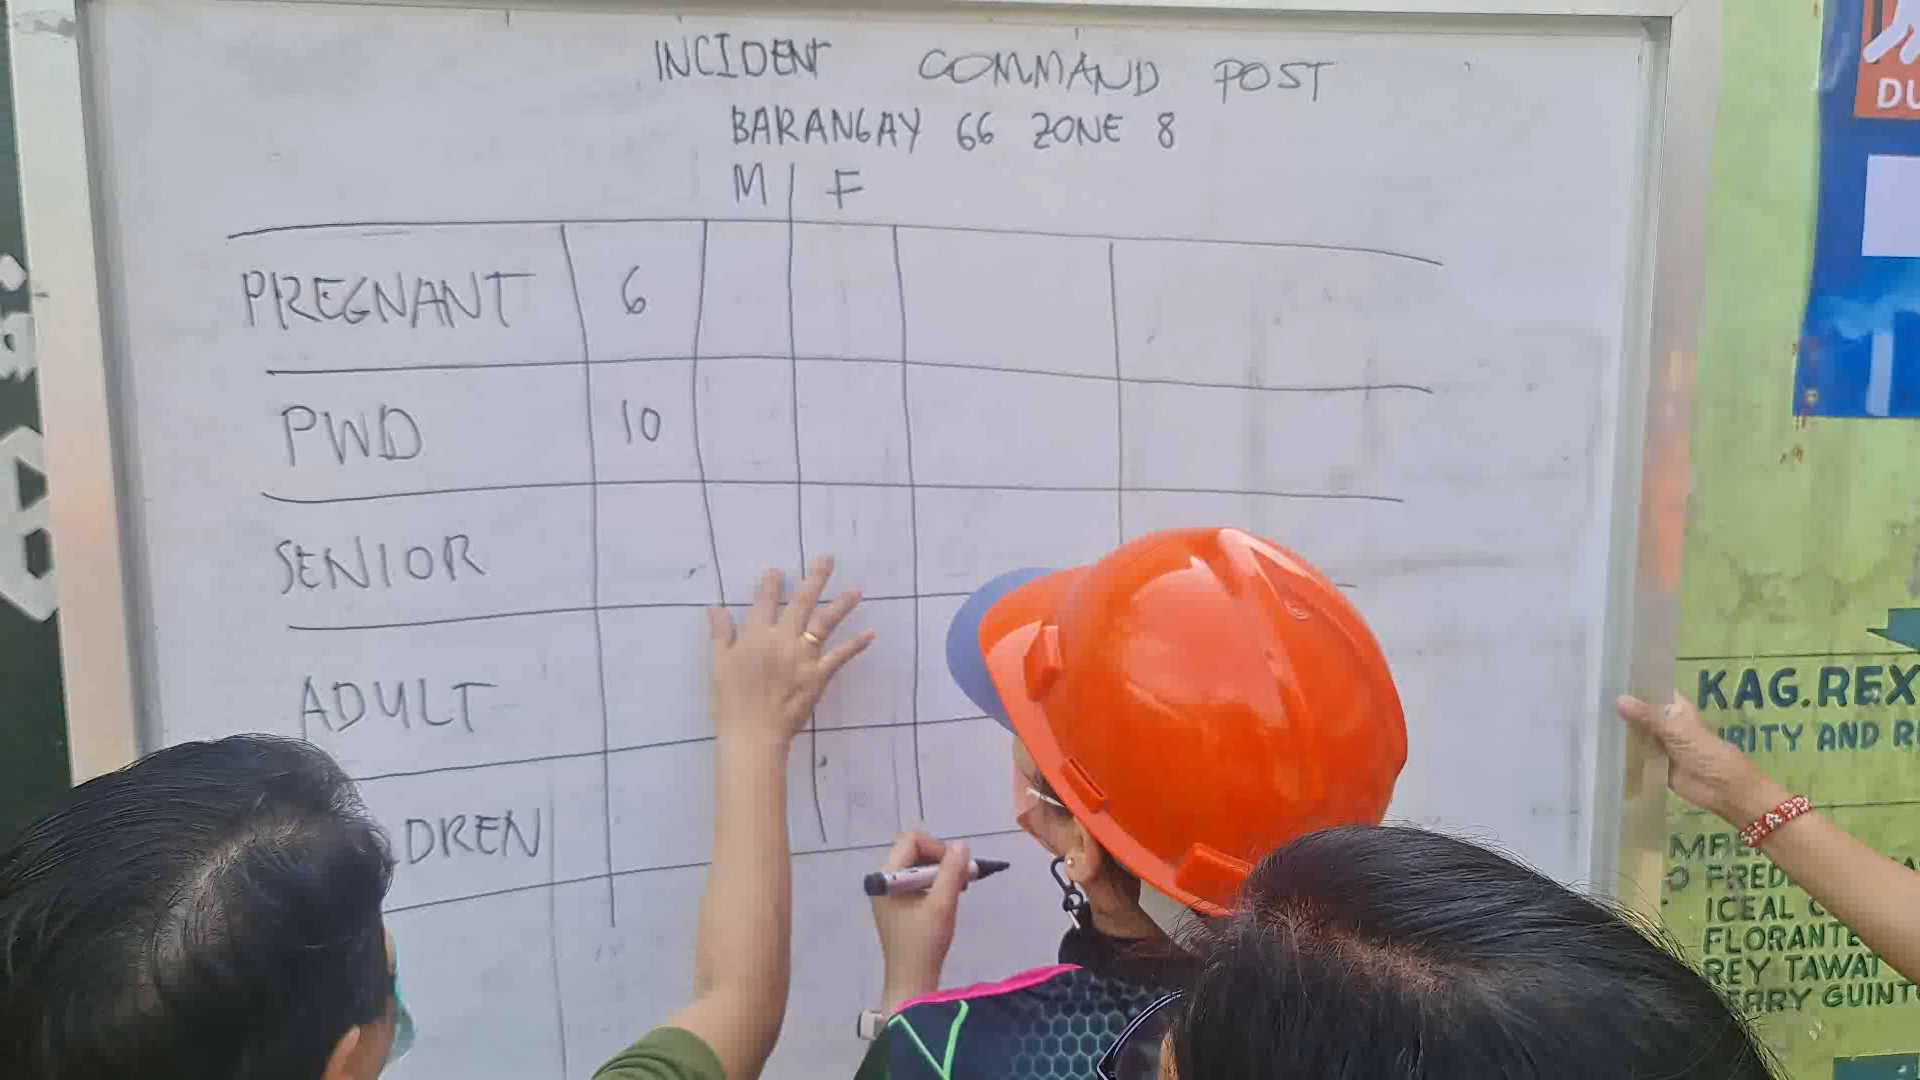 INCIDENT COMMAND POST
BARANGAY 66 ZONE 8
M F
PREGNANT 6
PWD 10
SENIOR
ADULT
DREN
DU
KAG.REX
RITY AND
FLORANTE
REY TAWAT
GUINT